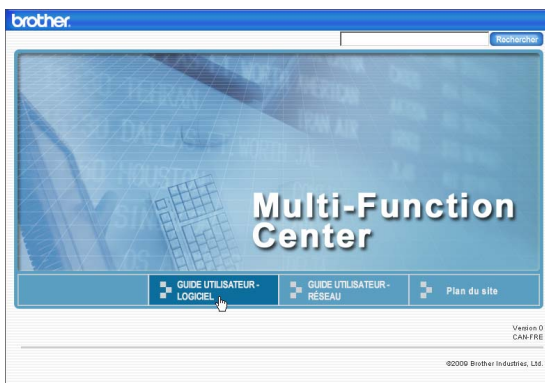 brother
Rechercher
Multi-Function
Center
GUIDE UTILISATEUR -
LOGICIEL
GUIDE UTILISATEUR -
RÉSEAU
Plan du site
Version 0
CAN-FRE
©2009 Brother Industries, Ltd.